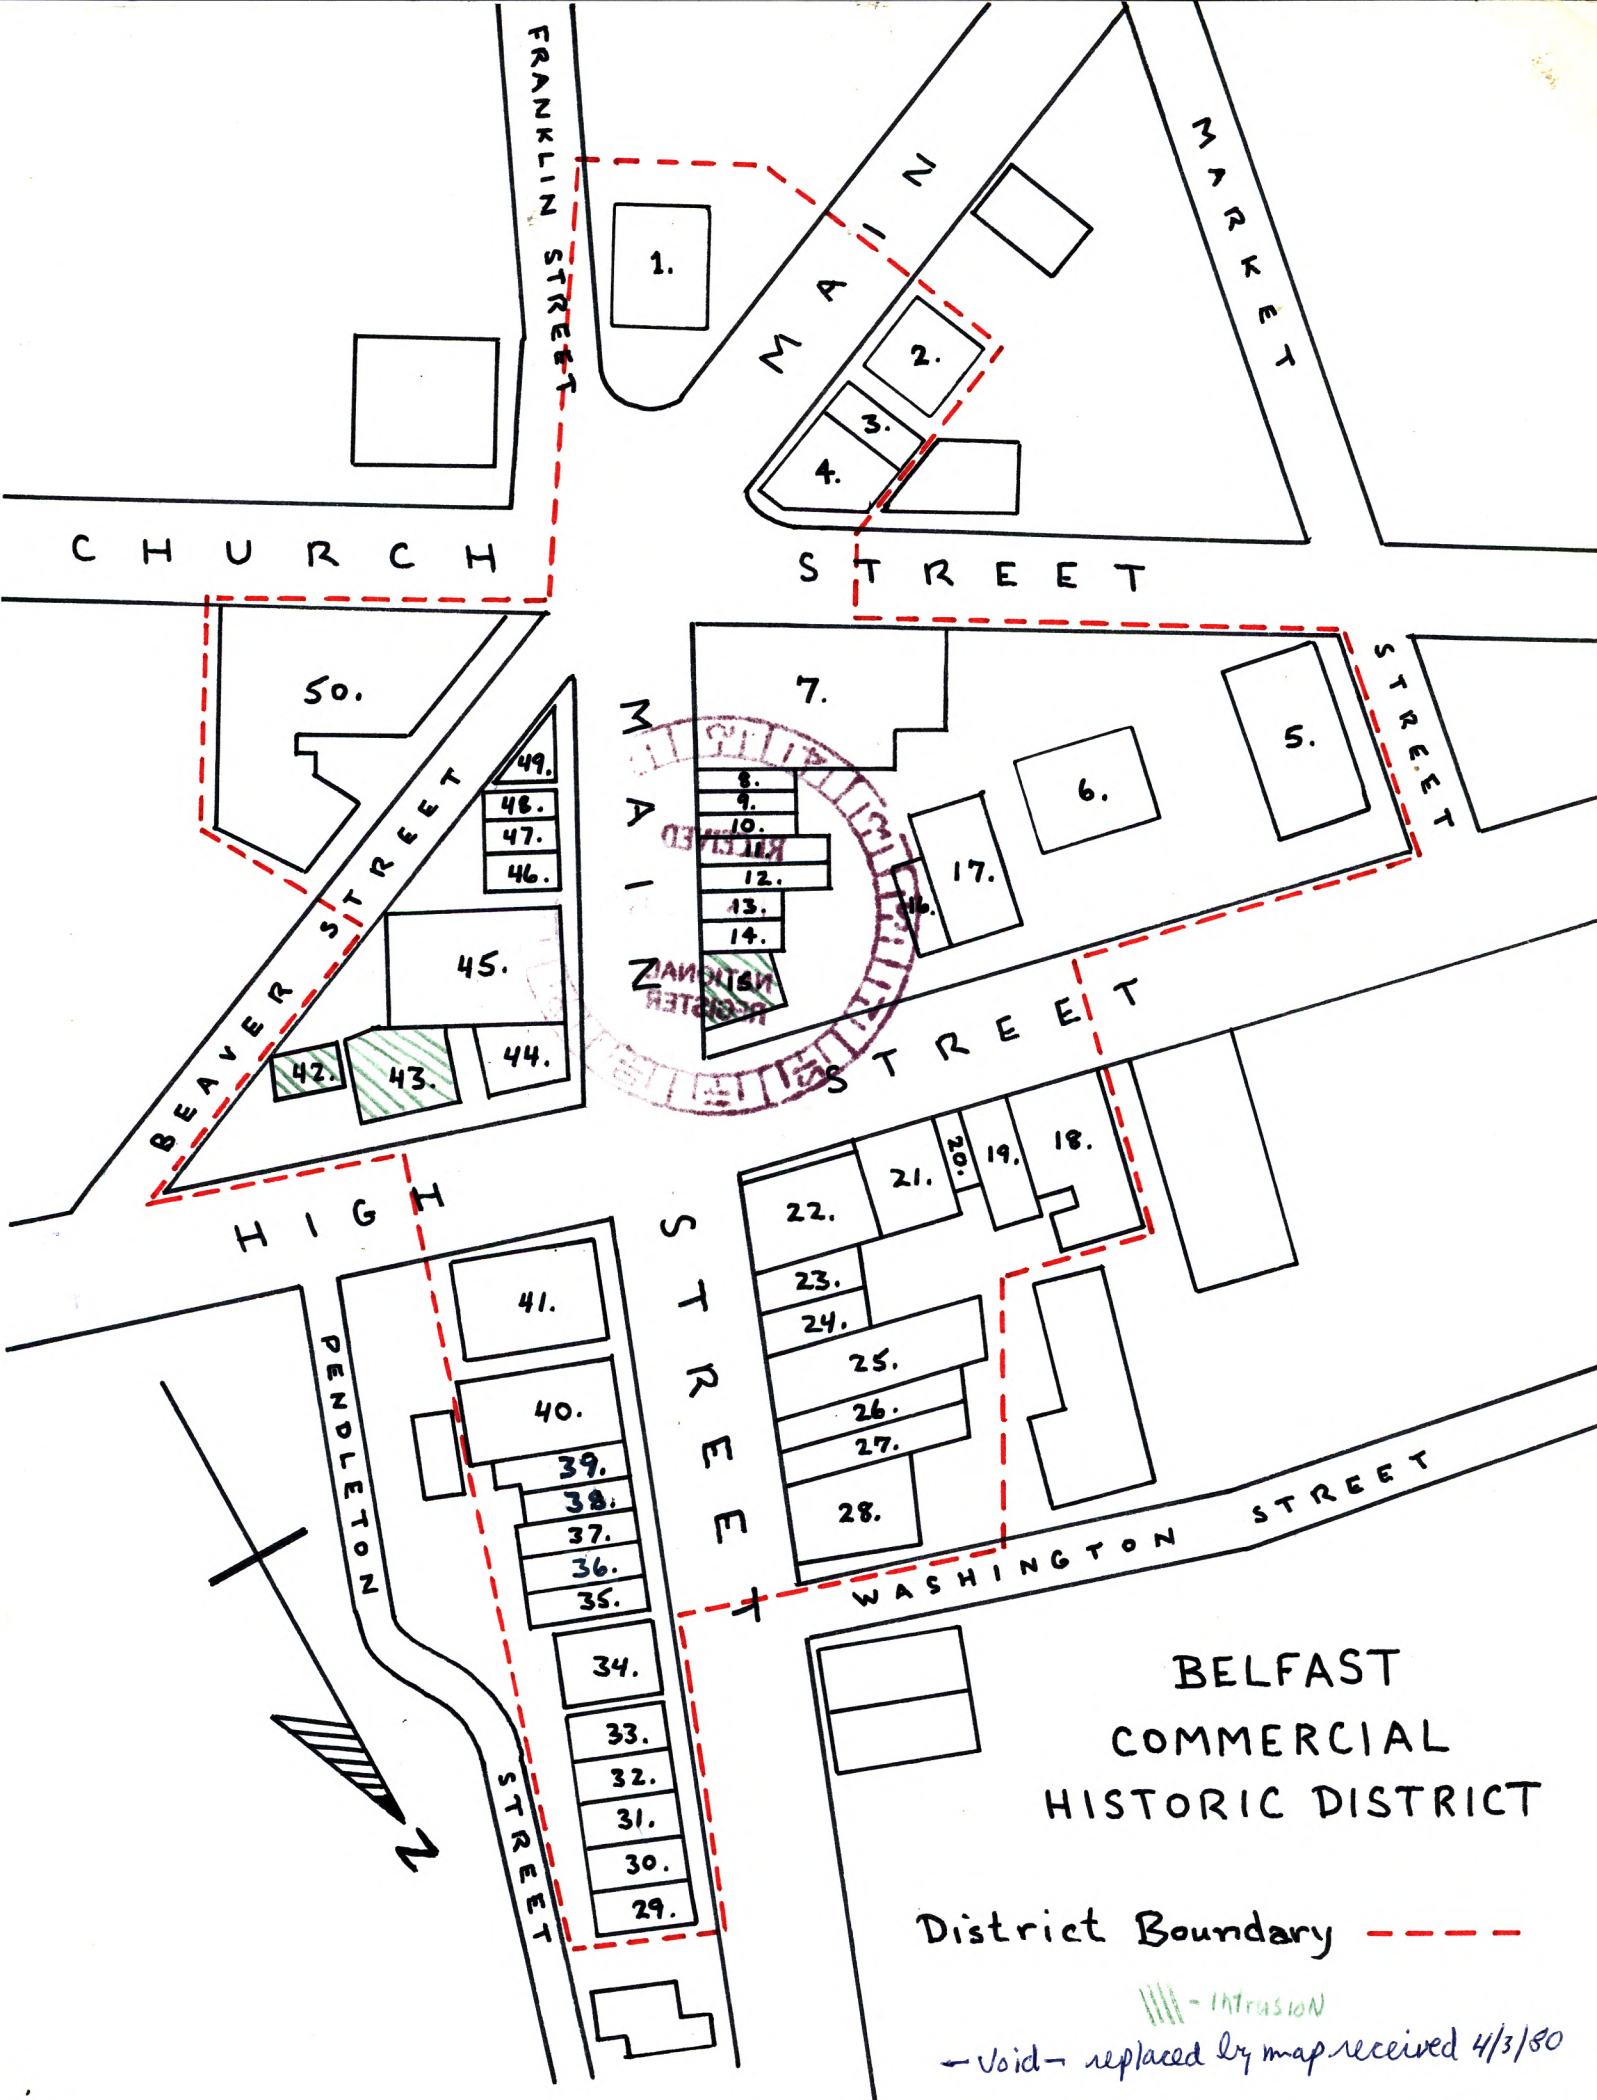 FRANKLIN STREET
MAIN
MARKET
1.
2.
3.
4.
CHURCH STREET
STREET
50.
7.
5.
6.
MAIN
49.
48.
47.
46.
8.
9.
10.
RECEIVED
12.
13.
14.
17.
16.
45.
NATIONAL
REGISTER
15.
BEAVER STREET
42.
43.
44.
HIGH STREET
18.
19.
20.
21.
22.
23.
24.
25.
26.
27.
28.
STREET
41.
40.
39.
38.
37.
36.
35.
34.
33.
32.
31.
30.
29.
PENDLETON
STREET
WASHINGTON STREET
N
BELFAST
COMMERCIAL
HISTORIC DISTRICT
District Boundary
- Intrusion
- Void - replaced by map received 4/3/80